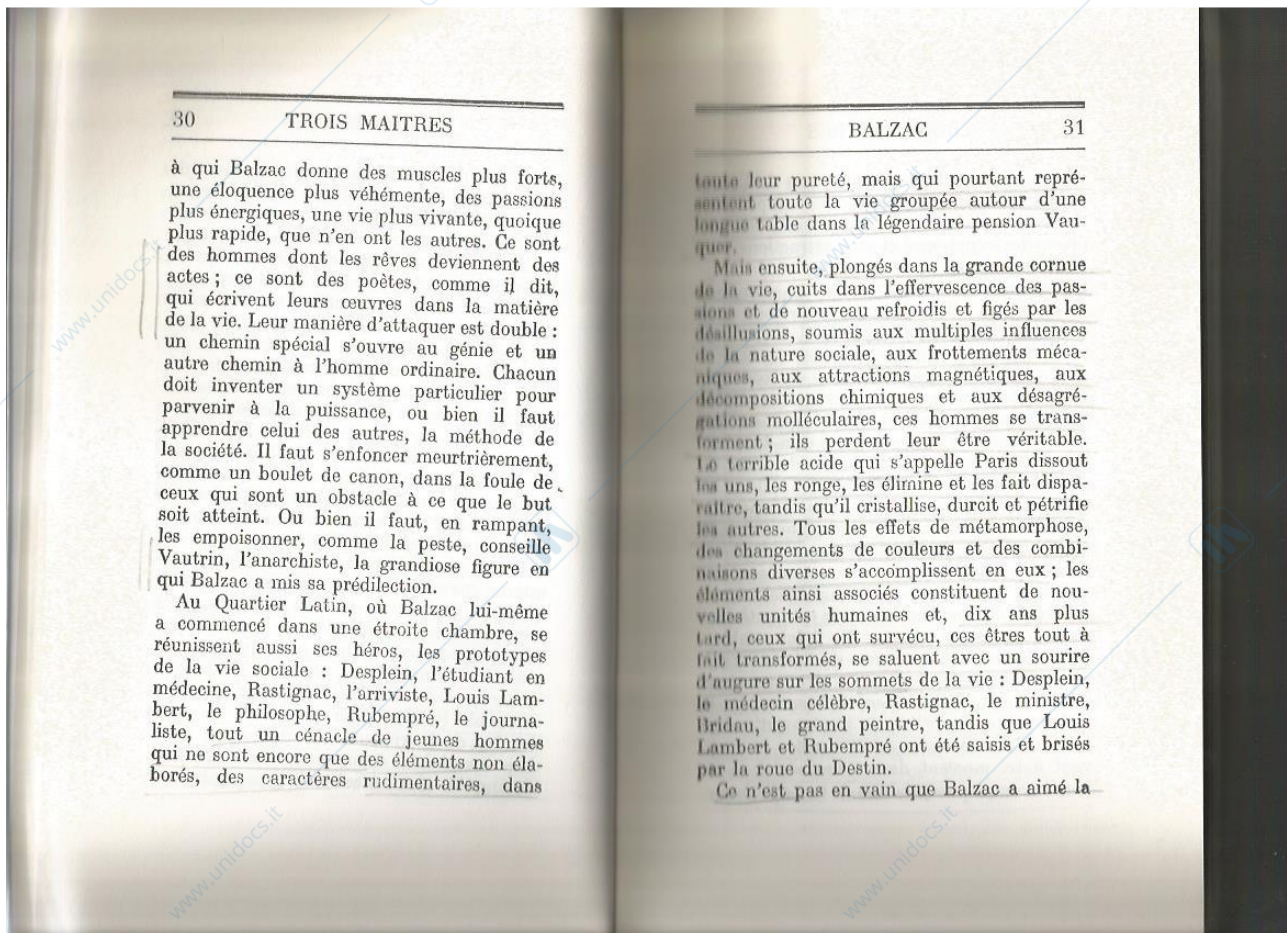 30 TROIS MAITRES
à qui Balzac donne des muscles plus forts,
une éloquence plus véhémente, des passions
plus énergiques, une vie plus vivante, quoique
plus rapide, que n'en ont les autres. Ce sont
des hommes dont les rêves deviennent des
actes ; ce sont des poètes, comme il dit,
qui écrivent leurs œuvres dans la matière
de la vie. Leur manière d'attaquer est double :
un chemin spécial s'ouvre au génie et un
autre chemin à l'homme ordinaire. Chacun
doit inventer un système particulier pour
parvenir à la puissance, ou bien il faut
apprendre celui des autres, la méthode de
la société. Il faut s'enfoncer meurtrièrement,
comme un boulet de canon, dans la foule de
ceux qui sont un obstacle à ce que le but
soit atteint. Ou bien il faut, en rampant,
les empoisonner, comme la peste, conseille
Vautrin, l'anarchiste, la grandiose figure en
qui Balzac a mis sa prédilection.
Au Quartier Latin, où Balzac lui-même
a commencé dans une étroite chambre, se
réunissent aussi ses héros, les prototypes
de la vie sociale : Desplein, l'étudiant en
médecine, Rastignac, l'arriviste, Louis Lam-
bert, le philosophe, Rubempré, le journa-
liste, tout un cénacle de jeunes hommes
qui ne sont encore que des éléments non éla-
borés, des caractères rudimentaires, dans
BALZAC 31
toute leur pureté, mais qui pourtant repré-
sentent toute la vie groupée autour d'une
longue table dans la légendaire pension Vau-
quer.
Mais ensuite, plongés dans la grande cornue
de la vie, cuits dans l'effervescence des pas-
sions et de nouveau refroidis et figés par les
désillusions, soumis aux multiples influences
de la nature sociale, aux frottements méca-
niques, aux attractions magnétiques, aux
décompositions chimiques et aux désagré-
gations molléculaires, ces hommes se trans-
forment ; ils perdent leur être véritable.
Le terrible acide qui s'appelle Paris dissout
les uns, les ronge, les élimine et les fait dispa-
raître, tandis qu'il cristallise, durcit et pétrifie
les autres. Tous les effets de métamorphose,
des changements de couleurs et des combi-
naisons diverses s'accomplissent en eux ; les
éléments ainsi associés constituent de nou-
velles unités humaines et, dix ans plus
tard, ceux qui ont survécu, ces êtres tout à
fait transformés, se saluent avec un sourire
d'augure sur les sommets de la vie : Desplein,
le médecin célèbre, Rastignac, le ministre,
Bridau, le grand peintre, tandis que Louis
Lambert et Rubempré ont été saisis et brisés
par la roue du Destin.
Ce n'est pas en vain que Balzac a aimé la
www.unidocs.it
www.unidocs.it
www.unidocs.it
www.unidocs.it